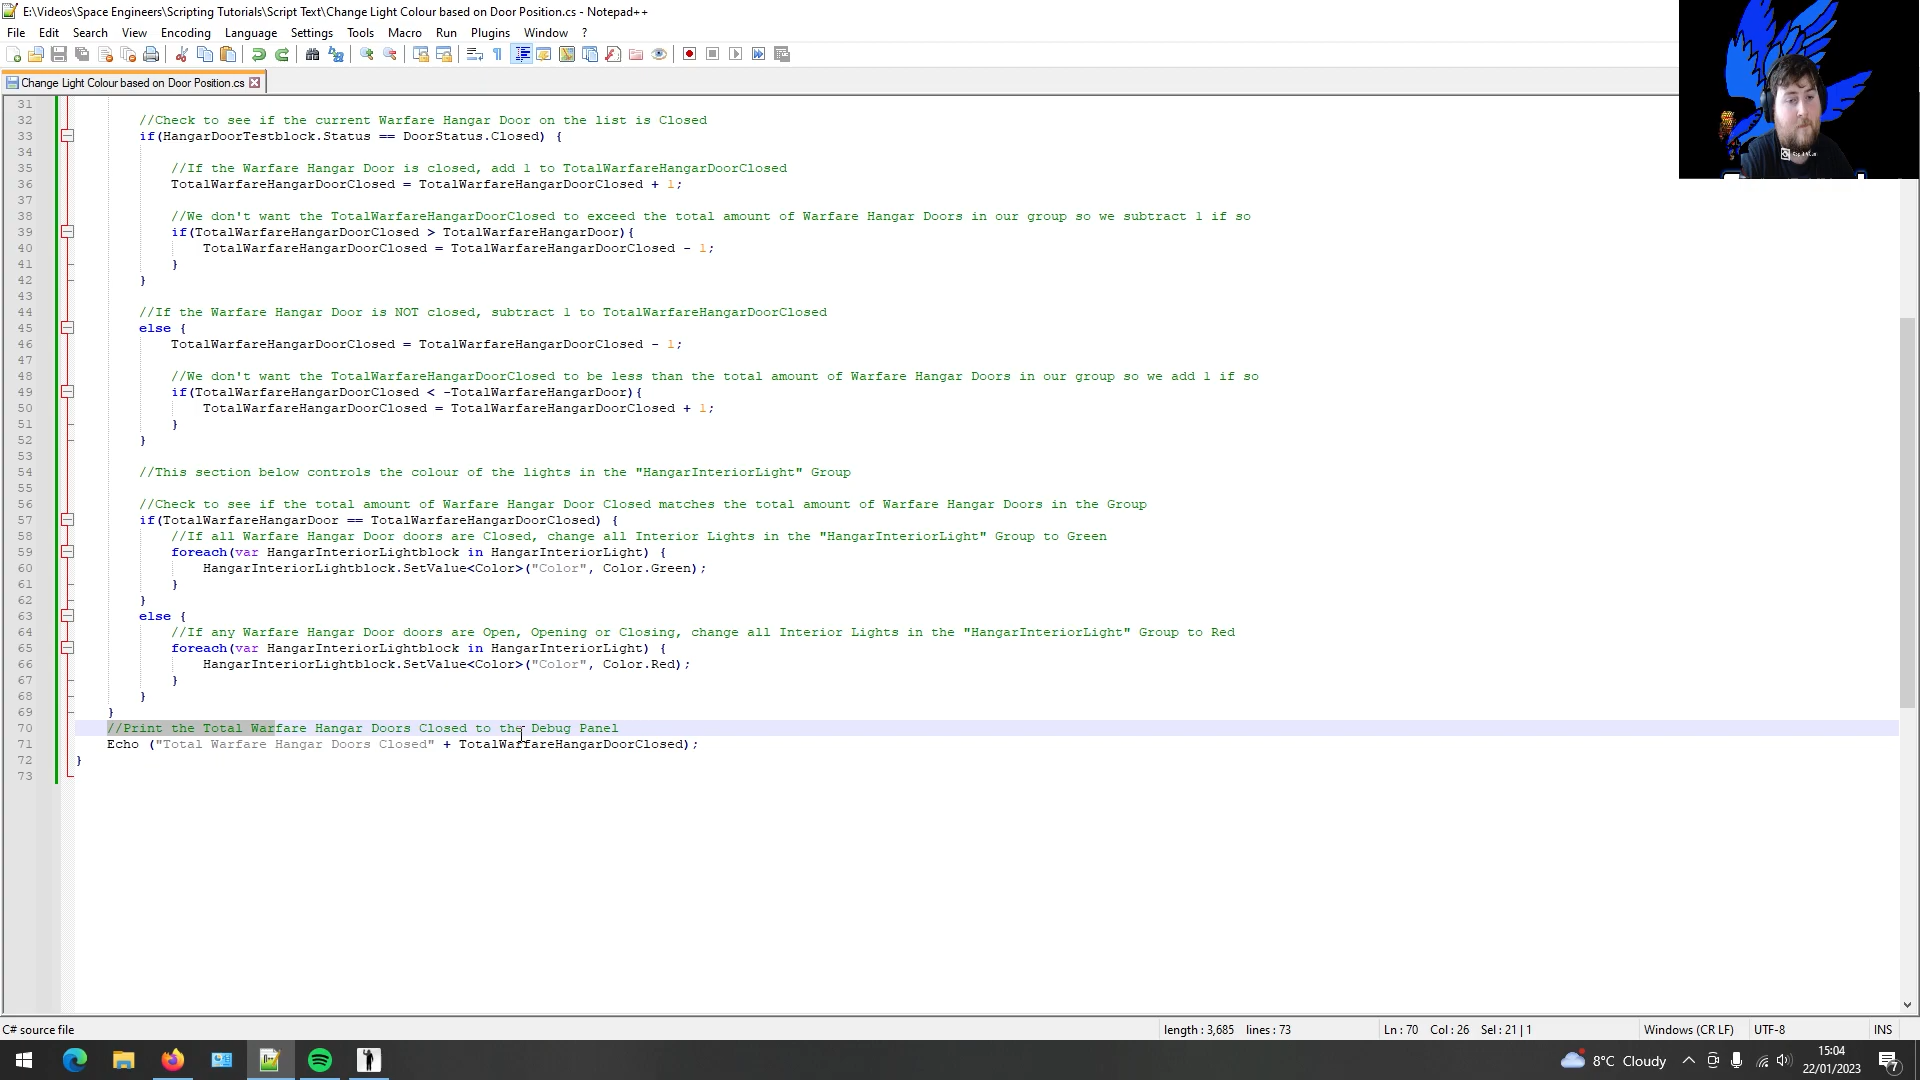 E:\Videos\Space Engineers\Scripting Tutorials\Script Text\Change Light Colour based on Door Position.cs - Notepad++
File Edit Search View Encoding Language Settings Tools Macro Run Plugins Window ?
Change Light Colour based on Door Position.cs
31
32 //Check to see if the current Warfare Hangar Door on the list is Closed
33 if(HangarDoorTestblock.Status == DoorStatus.Closed) {
34
35 //If the Warfare Hangar Door is closed, add 1 to TotalWarfareHangarDoorClosed
36 TotalWarfareHangarDoorClosed = TotalWarfareHangarDoorClosed + 1;
37
38 //We don't want the TotalWarfareHangarDoorClosed to exceed the total amount of Warfare Hangar Doors in our group so we subtract 1 if so
39 if(TotalWarfareHangarDoorClosed > TotalWarfareHangarDoor){
40 TotalWarfareHangarDoorClosed = TotalWarfareHangarDoorClosed - 1;
41 }
42 }
43
44 //If the Warfare Hangar Door is NOT closed, subtract 1 to TotalWarfareHangarDoorClosed
45 else {
46 TotalWarfareHangarDoorClosed = TotalWarfareHangarDoorClosed - 1;
47
48 //We don't want the TotalWarfareHangarDoorClosed to be less than the total amount of Warfare Hangar Doors in our group so we add 1 if so
49 if(TotalWarfareHangarDoorClosed < -TotalWarfareHangarDoor){
50 TotalWarfareHangarDoorClosed = TotalWarfareHangarDoorClosed + 1;
51 }
52 }
53
54 //This section below controls the colour of the lights in the "HangarInteriorLight" Group
55
56 //Check to see if the total amount of Warfare Hangar Door Closed matches the total amount of Warfare Hangar Doors in the Group
57 if(TotalWarfareHangarDoor == TotalWarfareHangarDoorClosed) {
58 //If all Warfare Hangar Door doors are Closed, change all Interior Lights in the "HangarInteriorLight" Group to Green
59 foreach(var HangarInteriorLightblock in HangarInteriorLight) {
60 HangarInteriorLightblock.SetValue<Color>("Color", Color.Green);
61 }
62 }
63 else {
64 //If any Warfare Hangar Door doors are Open, Opening or Closing, change all Interior Lights in the "HangarInteriorLight" Group to Red
65 foreach(var HangarInteriorLightblock in HangarInteriorLight) {
66 HangarInteriorLightblock.SetValue<Color>("Color", Color.Red);
67 }
68 }
69 }
70 //Print the Total Warfare Hangar Doors Closed to the Debug Panel
71 Echo ("Total Warfare Hangar Doors Closed" + TotalWarfareHangarDoorClosed);
72 }
73
C# source file length : 3,685 lines : 73 Ln : 70 Col : 26 Sel : 21 | 1 Windows (CR LF) UTF-8 INS
8°C Cloudy
15:04
22/01/2023
7